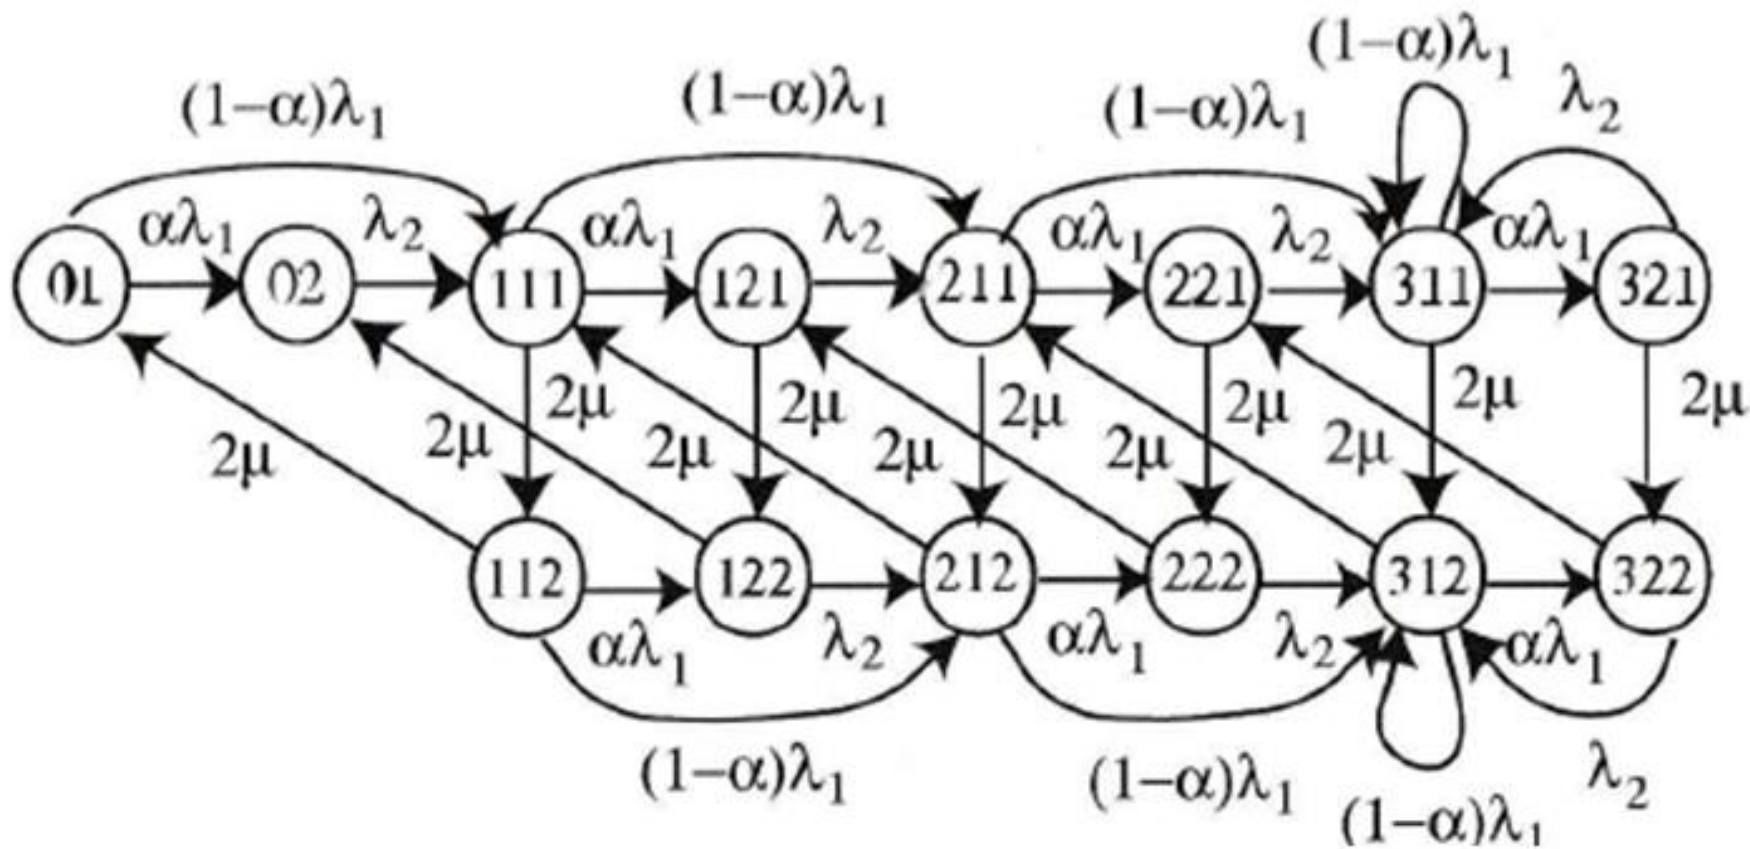 (1−α)λ1
(1−α)λ1 (1−α)λ1 (1−α)λ1 λ2
αλ1 λ2 αλ1 λ2 αλ1 λ2 αλ1
01 02 111 121 211 221 311 321
2μ 2μ 2μ 2μ 2μ
2μ 2μ 2μ 2μ 2μ 2μ
112 122 212 222 312 322
αλ1 λ2 αλ1 λ2 αλ1
(1−α)λ1 (1−α)λ1 λ2
(1−α)λ1